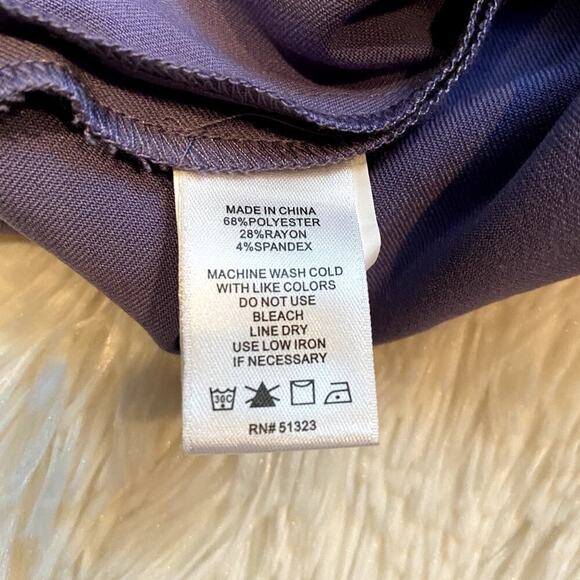 MADE IN CHINA
68%POLYESTER
28%RAYON
4%SPANDEX
MACHINE WASH COLD
WITH LIKE COLORS
DO NOT USE
BLEACH
LINE DRY
USE LOW IRON
IF NECESSARY
30C
RN# 51323